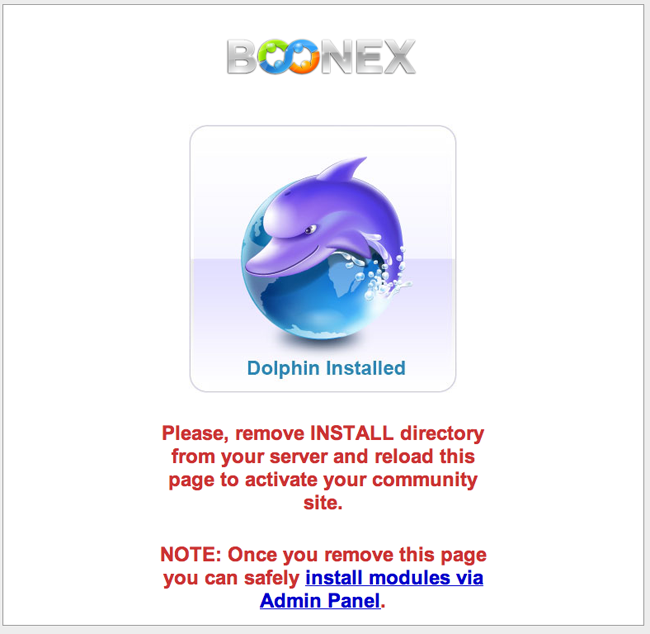 BOONEX
Dolphin Installed
Please, remove INSTALL directory
from your server and reload this
page to activate your community
site.
NOTE: Once you remove this page
you can safely install modules via
Admin Panel.